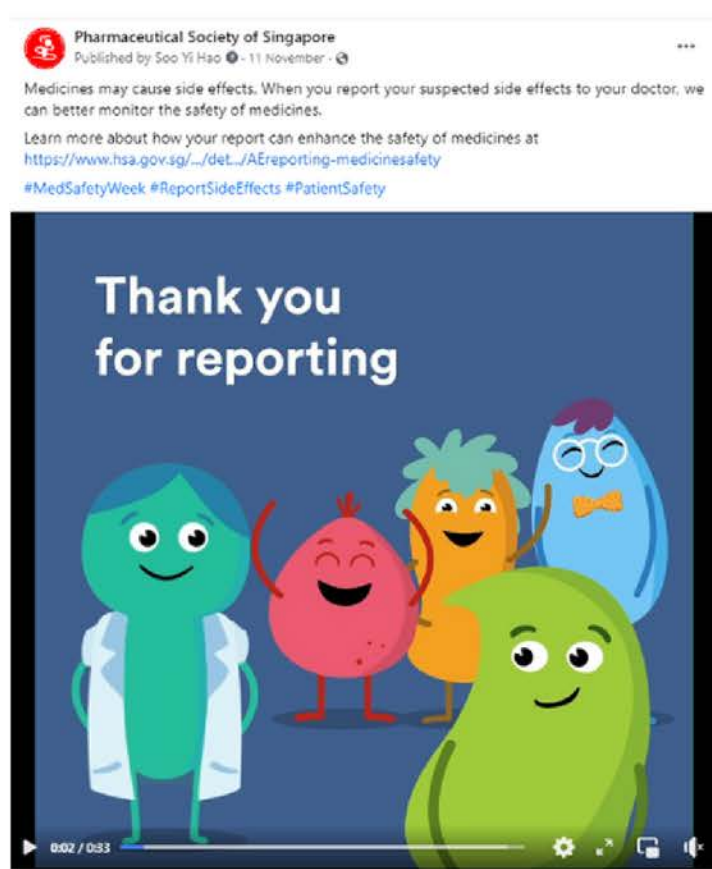 Pharmaceutical Society of Singapore
Published by Soo Yi Hao · 11 November ·
Medicines may cause side effects. When you report your suspected side effects to your doctor, we
can better monitor the safety of medicines.
Learn more about how your report can enhance the safety of medicines at
https://www.hsa.gov.sg/.../det.../AEreporting-medicinesafety
#MedSafetyWeek #ReportSideEffects #PatientSafety
Thank you
for reporting
0:02 / 0:33